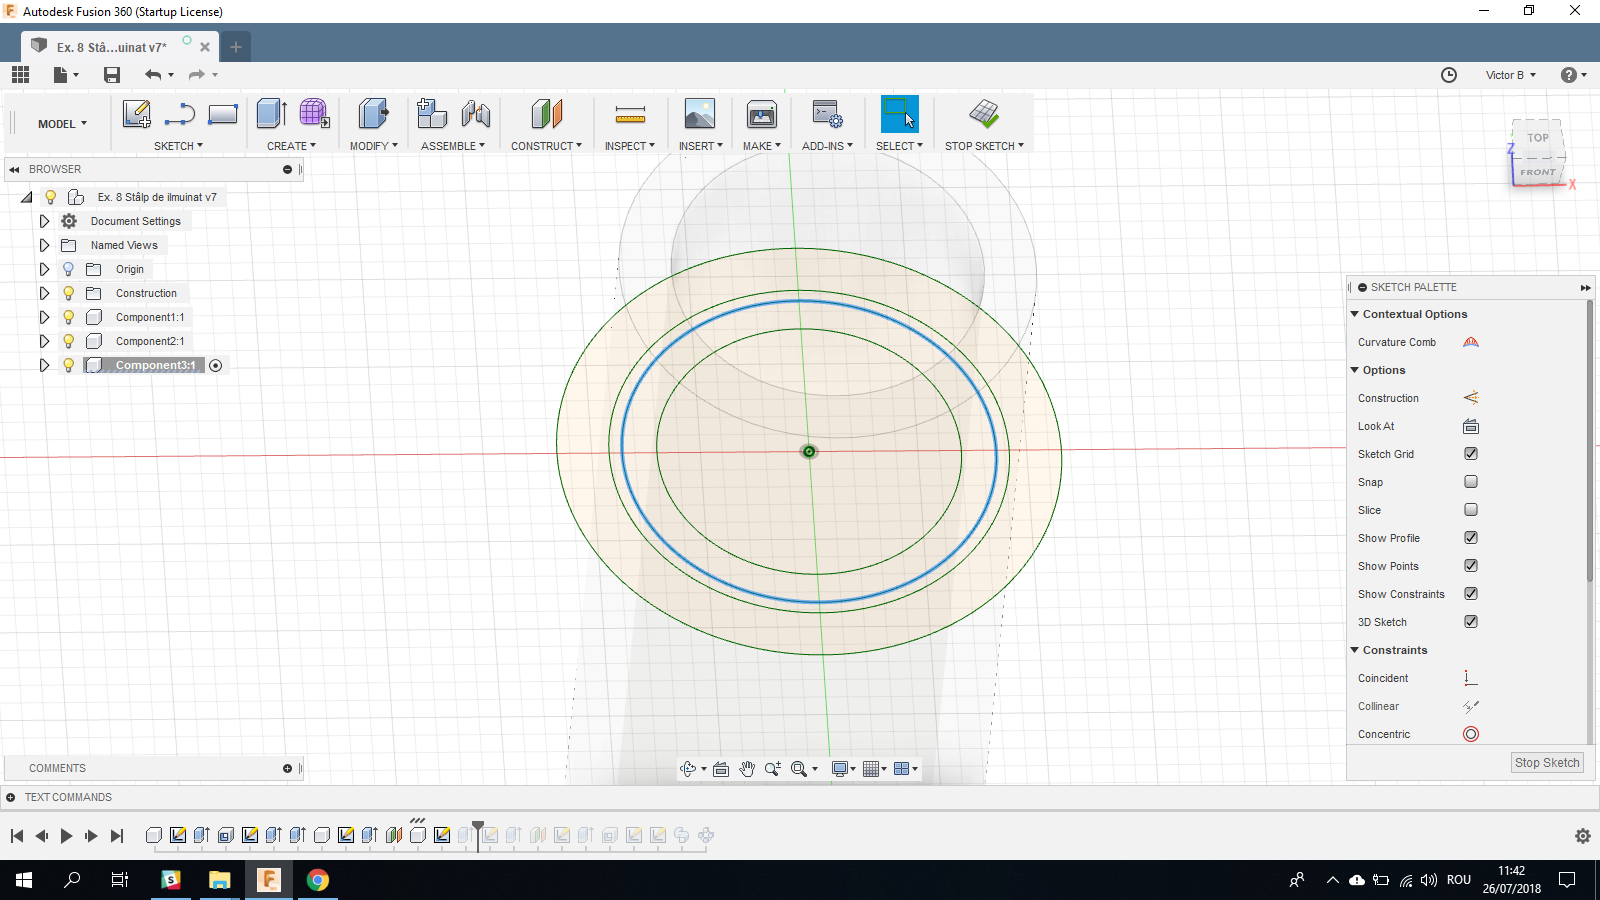 Autodesk Fusion 360 (Startup License)
Ex. 8 Stâ...uinat v7*
Victor B
MODEL
SKETCH
CREATE
MODIFY
ASSEMBLE
CONSTRUCT
INSPECT
INSERT
MAKE
ADD-INS
SELECT
STOP SKETCH
TOP
FRONT
Z
X
BROWSER
Ex. 8 Stâlp de ilmuinat v7
Document Settings
Named Views
Origin
Construction
Component1:1
Component2:1
Component3:1
SKETCH PALETTE
Contextual Options
Curvature Comb
Options
Construction
Look At
Sketch Grid
Snap
Slice
Show Profile
Show Points
Show Constraints
3D Sketch
Constraints
Coincident
Collinear
Concentric
Stop Sketch
COMMENTS
TEXT COMMANDS
ROU
11:42
26/07/2018